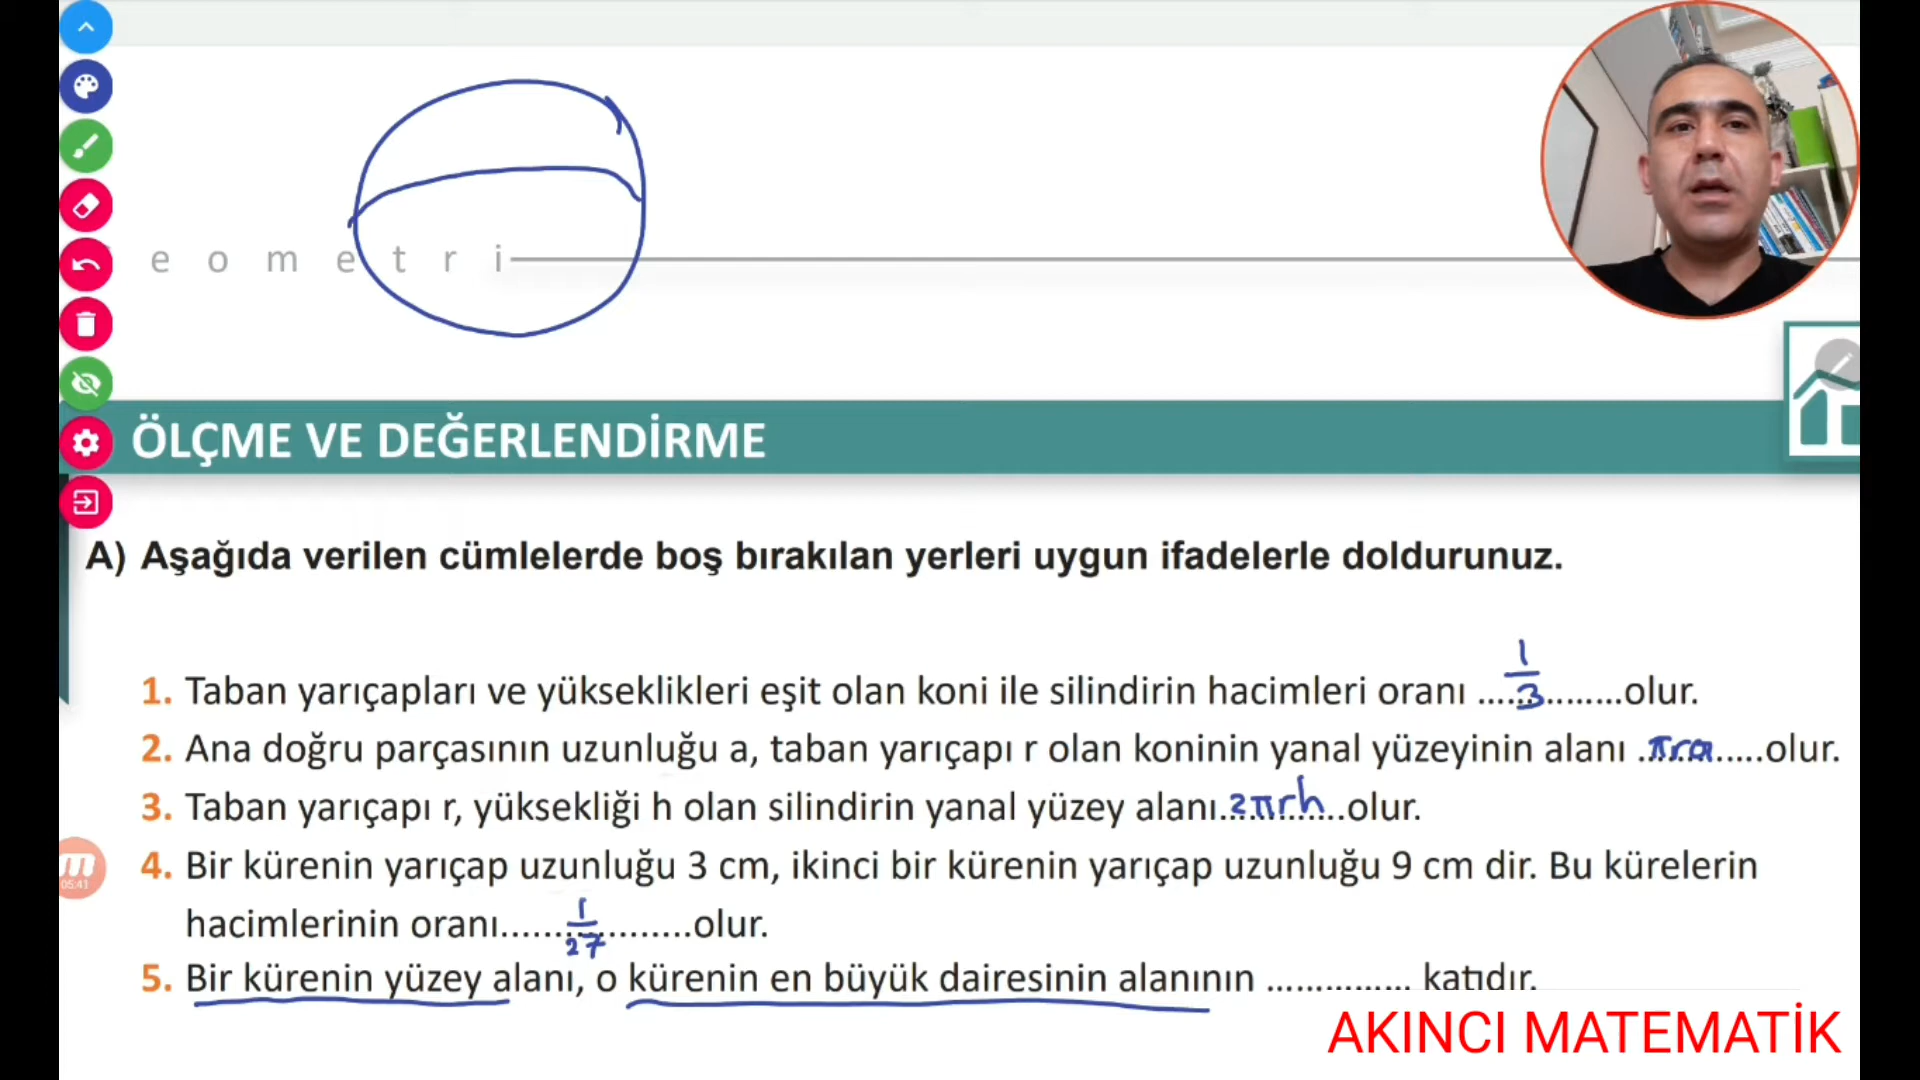 e o m e t r i
ÖLÇME VE DEĞERLENDİRME
A) Aşağıda verilen cümlelerde boş bırakılan yerleri uygun ifadelerle doldurunuz.
1. Taban yarıçapları ve yükseklikleri eşit olan koni ile silindirin hacimleri oranı ..... 1/3 ........olur.
2. Ana doğru parçasının uzunluğu a, taban yarıçapı r olan koninin yanal yüzeyinin alanı .πra.....olur.
3. Taban yarıçapı r, yüksekliği h olan silindirin yanal yüzey alanı.2πrh..olur.
4. Bir kürenin yarıçap uzunluğu 3 cm, ikinci bir kürenin yarıçap uzunluğu 9 cm dir. Bu kürelerin
hacimlerinin oranı...... 1/27 ........olur.
5. Bir kürenin yüzey alanı, o kürenin en büyük dairesinin alanının ............... katıdır.
m
05:41
AKINCI MATEMATİK